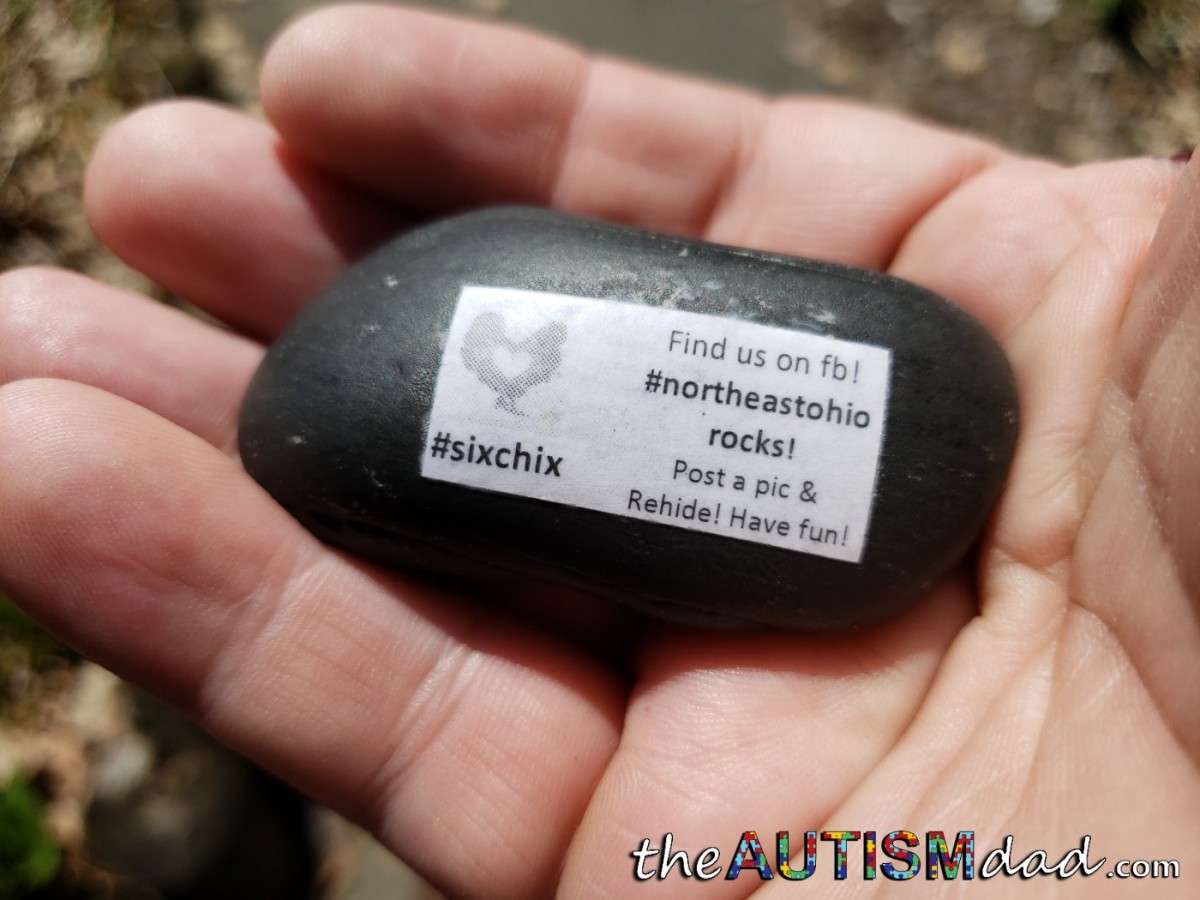 #sixchix
Find us on fb!
#northeastohio
rocks!
Post a pic &
Rehide! Have fun!
theAUTISMdad.com